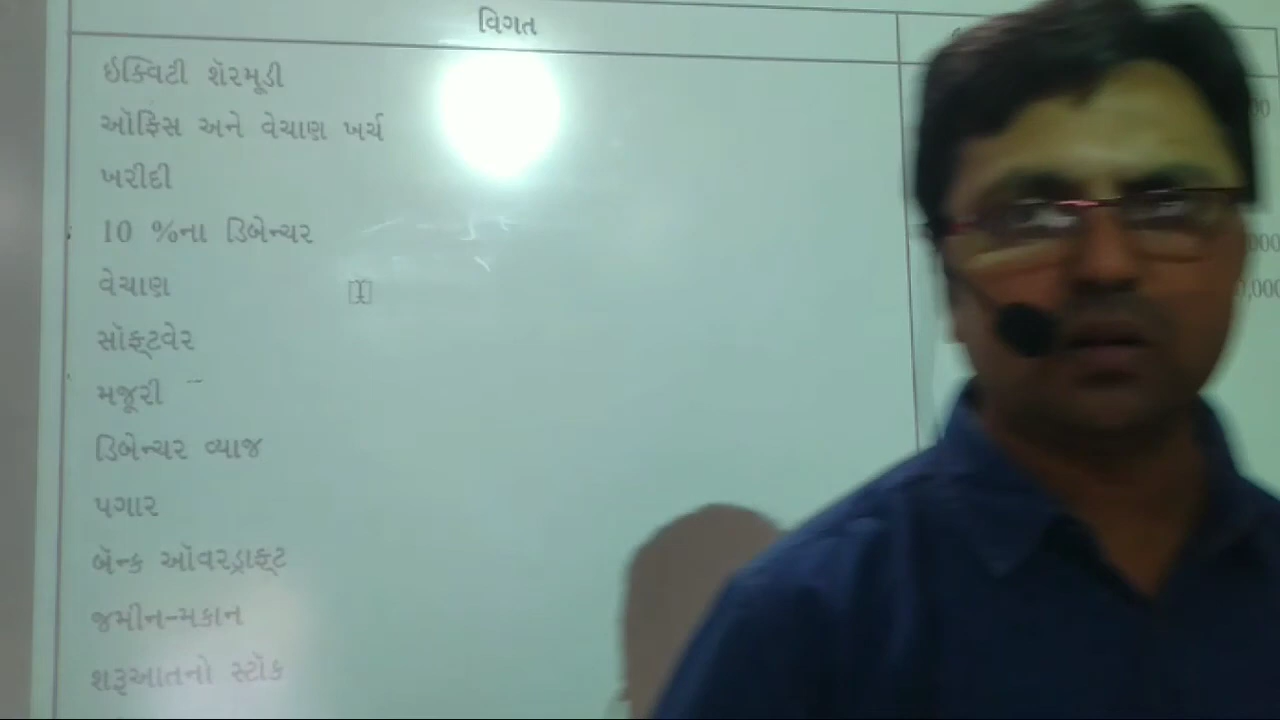 વિગત
ઈક્વિટી શૅરમૂડી
ઑફિસ અને વેચાણ ખર્ચ
ખરીદી
10 %ના ડિબેન્ચર
વેચાણ
સૉફ્ટવેર
મજૂરી
ડિબેન્ચર વ્યાજ
પગાર
બૅન્ક ઑવરડ્રાફ્ટ
જમીન-મકાન
શરૂઆતનો સ્ટૉક